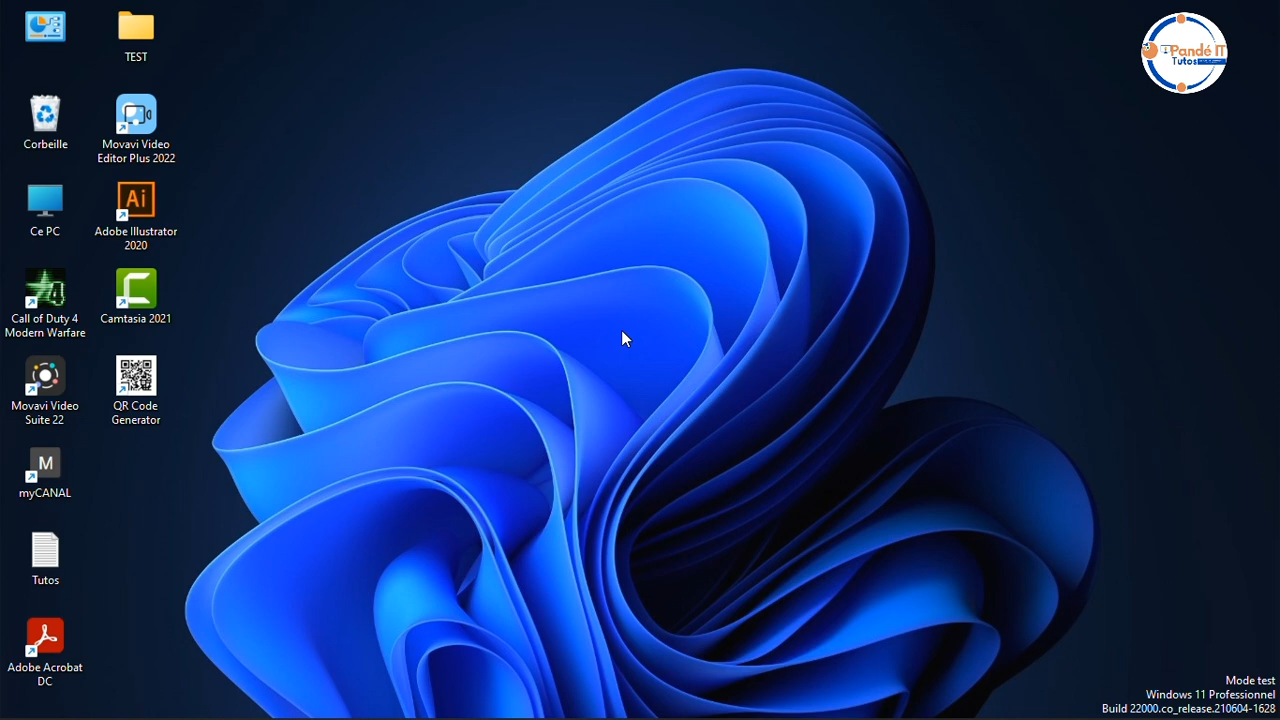 TEST
Corbeille
Movavi Video
Editor Plus 2022
Ce PC
Ai
Adobe Illustrator
2020
4
Call of Duty 4
Modern Warfare
Camtasia 2021
Movavi Video
Suite 22
QR Code
Generator
M
myCANAL
Tutos
Adobe Acrobat
DC
Pandé IT
Tutos
Mode test
Windows 11 Professionnel
Build 22000.co_release.210604-1628